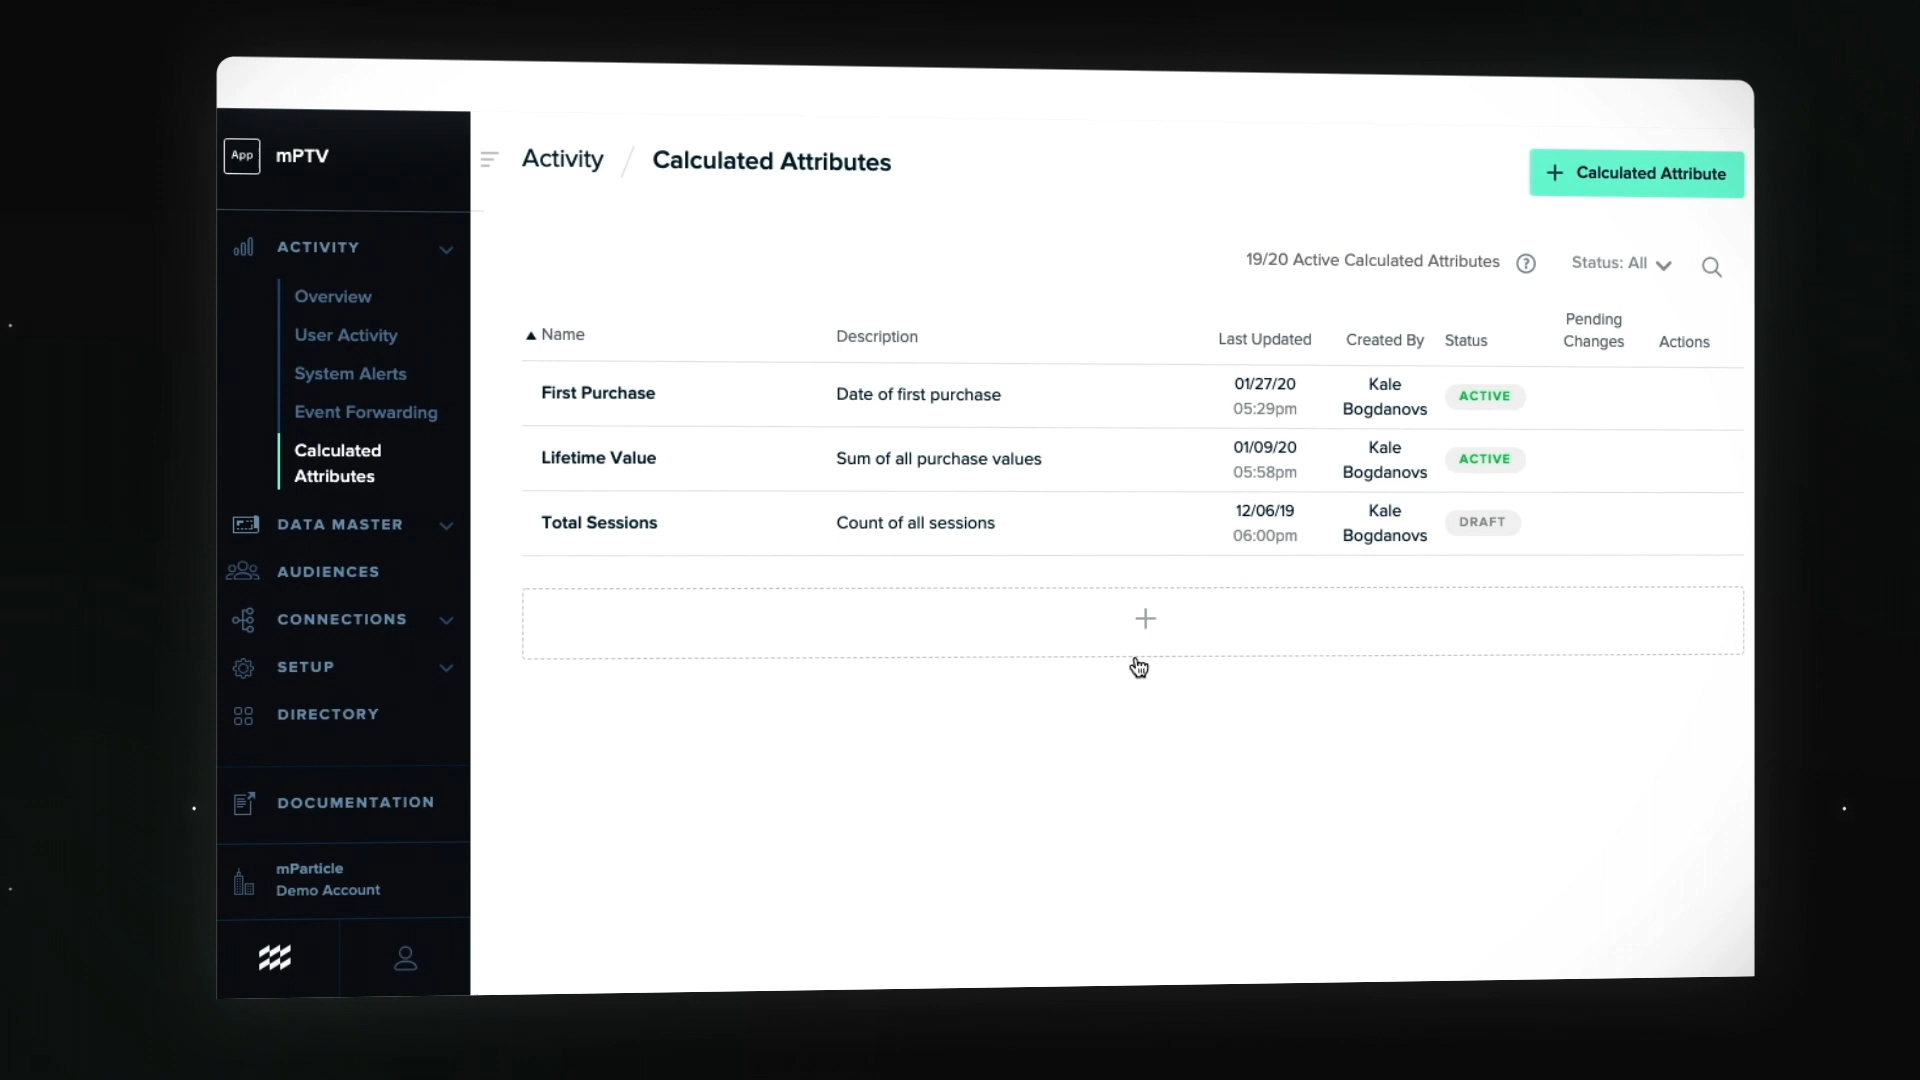 App
mPTV
Activity / Calculated Attributes
+ Calculated Attribute
ACTIVITY
Overview
User Activity
System Alerts
Event Forwarding
Calculated
Attributes
DATA MASTER
AUDIENCES
CONNECTIONS
SETUP
DIRECTORY
DOCUMENTATION
mParticle
Demo Account
19/20 Active Calculated Attributes ?
Status: All
Name Description Last Updated Created By Status Pending Changes Actions
First Purchase Date of first purchase 01/27/20 05:29pm Kale Bogdanovs ACTIVE
Lifetime Value Sum of all purchase values 01/09/20 05:58pm Kale Bogdanovs ACTIVE
Total Sessions Count of all sessions 12/06/19 06:00pm Kale Bogdanovs DRAFT
+